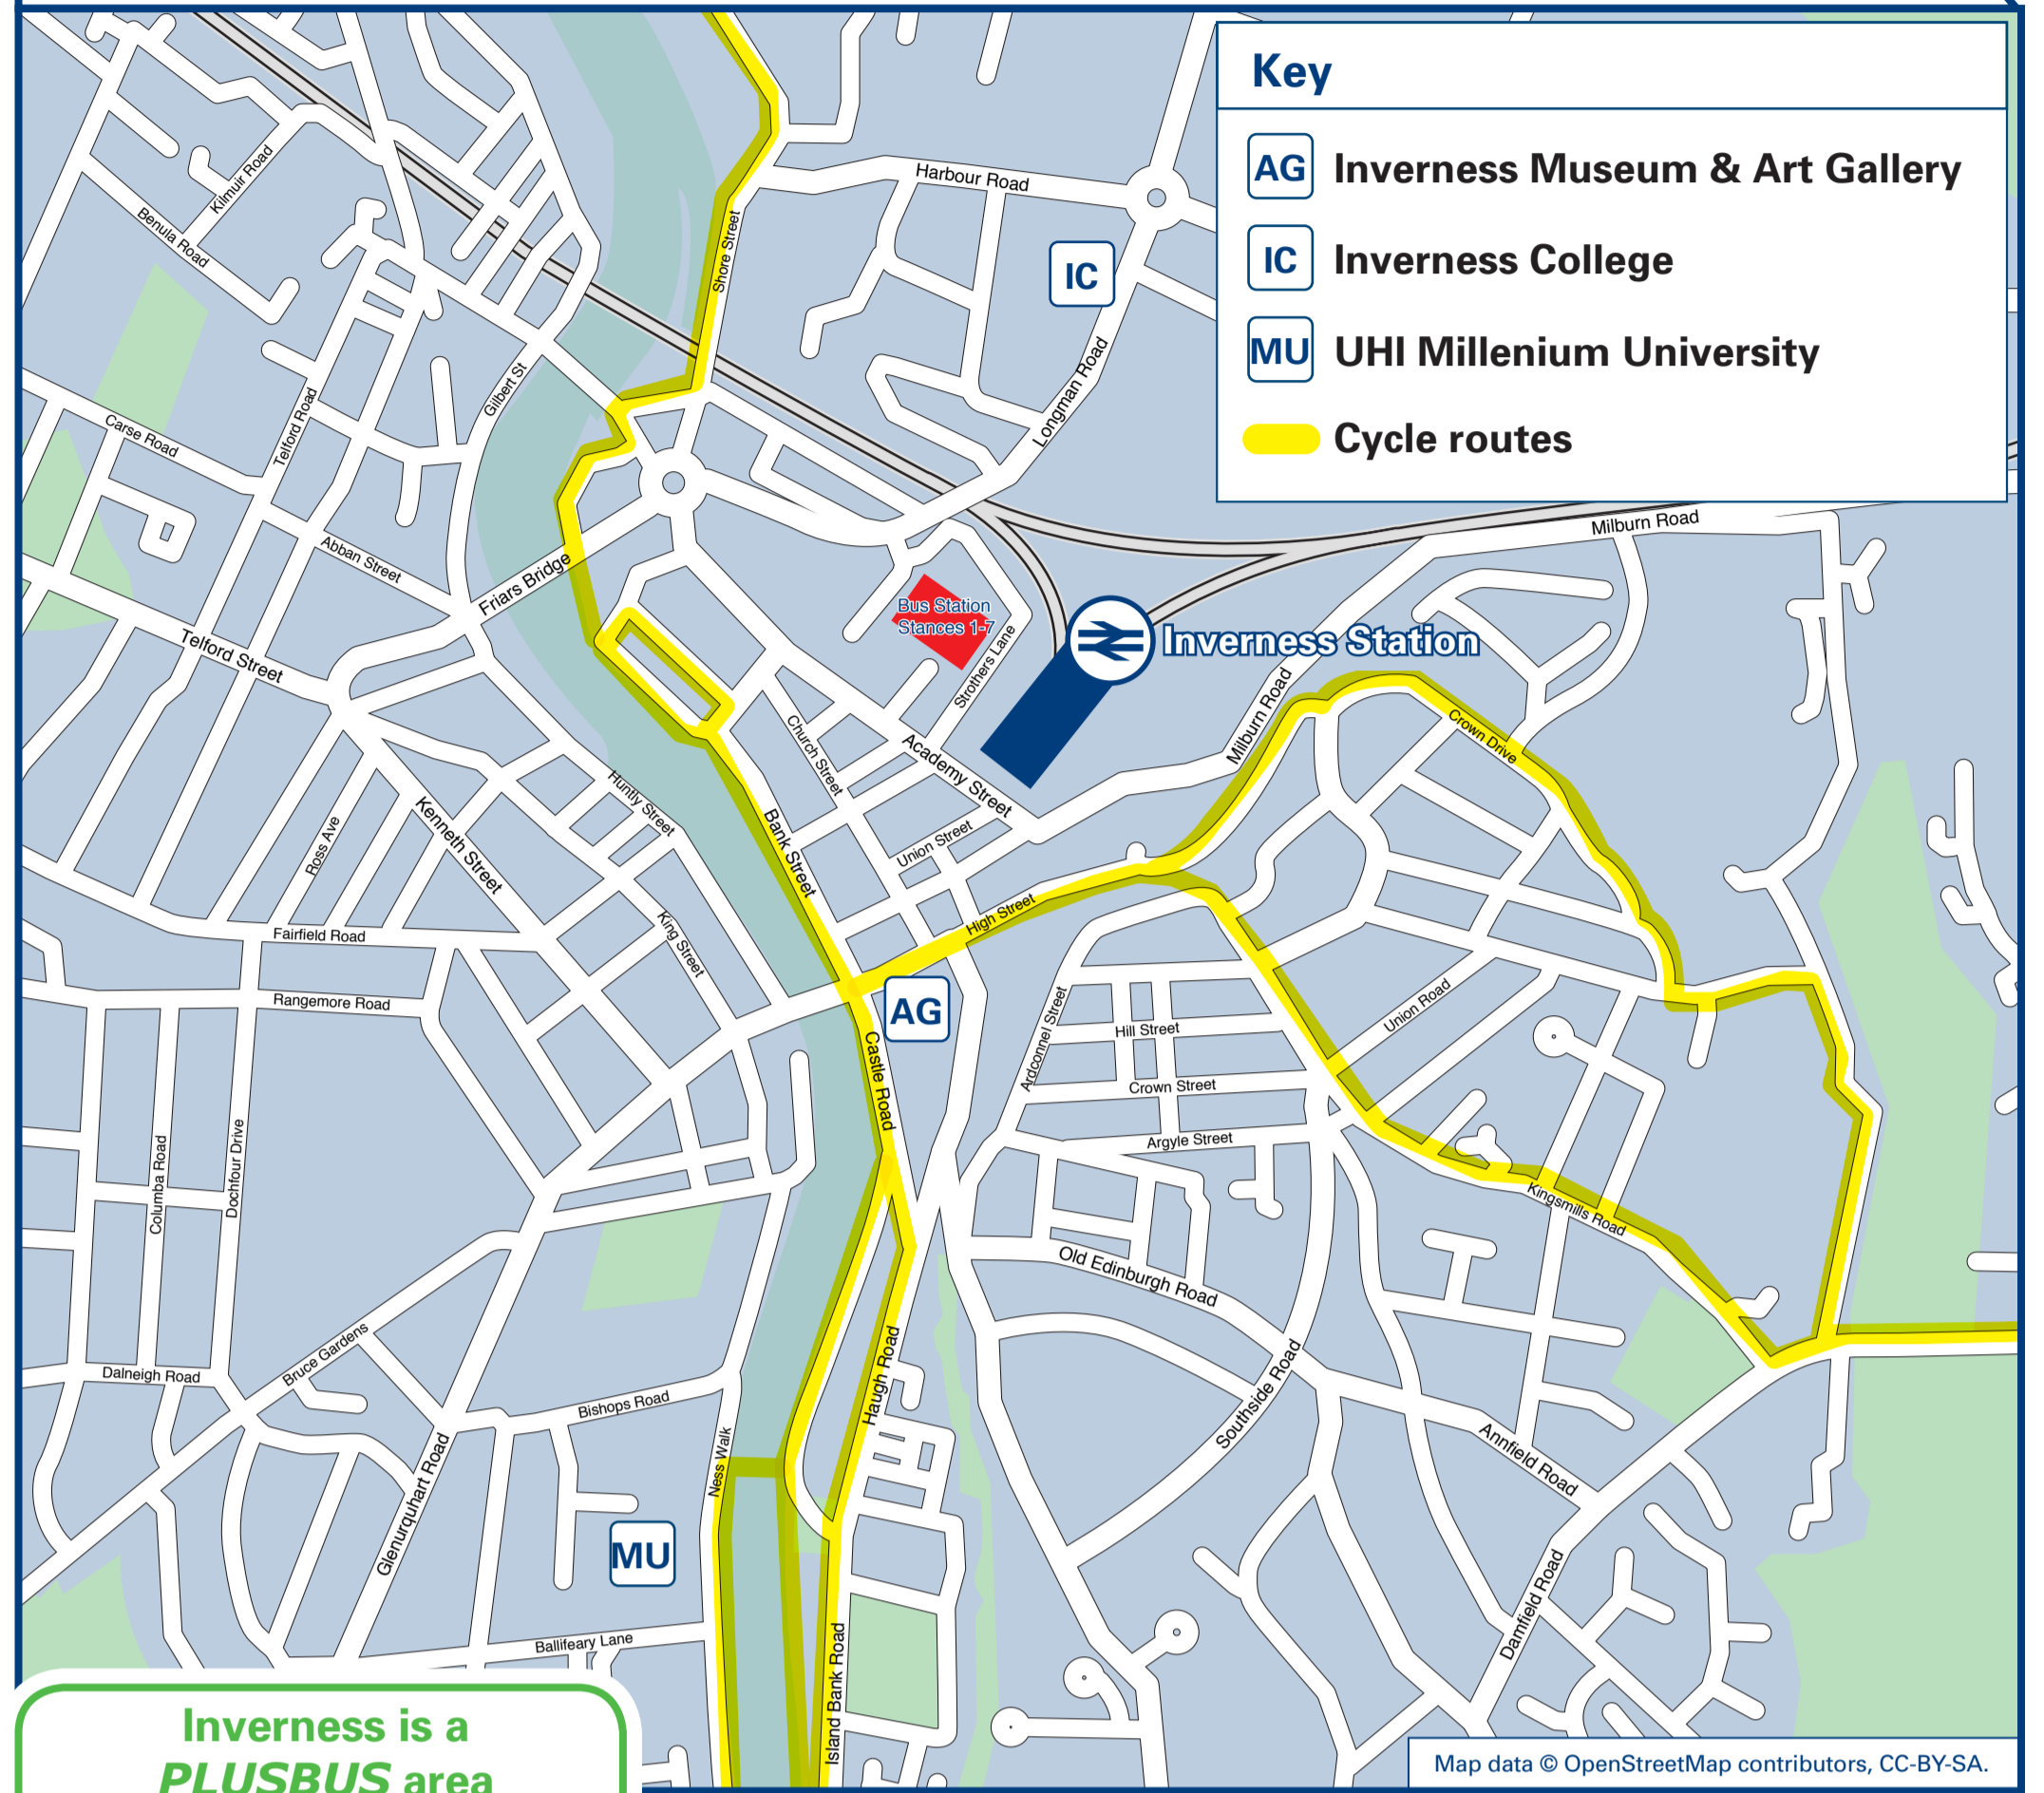 Key
AG Inverness Museum & Art Gallery
IC Inverness College
MU UHI Millenium University
Cycle routes
Harbour Road
Kilmuir Road
Benula Road
Shore Street
IC
Longman Road
Gilbert St
Telford Road
Carse Road
Milburn Road
Abban Street
Friars Bridge
Bus Station
Stances 1-7
Strothers Lane
Inverness Station
Telford Street
Milburn Road
Crown Drive
Church Street
Academy Street
Huntly Street
Kenneth Street
Ross Ave
Bank Street
Union Street
High Street
King Street
Fairfield Road
Rangemore Road
AG
Castle Road
Ardconnel Street
Hill Street
Union Road
Crown Street
Argyle Street
Columba Road
Dochfour Drive
Kingsmills Road
Old Edinburgh Road
Haugh Road
Southside Road
Bruce Gardens
Dalneigh Road
Bishops Road
Ness Walk
Glenurquhart Road
Annfield Road
MU
Damfield Road
Ballifeary Lane
Island Bank Road
Inverness is a
PLUSBUS area
Map data © OpenStreetMap contributors, CC-BY-SA.